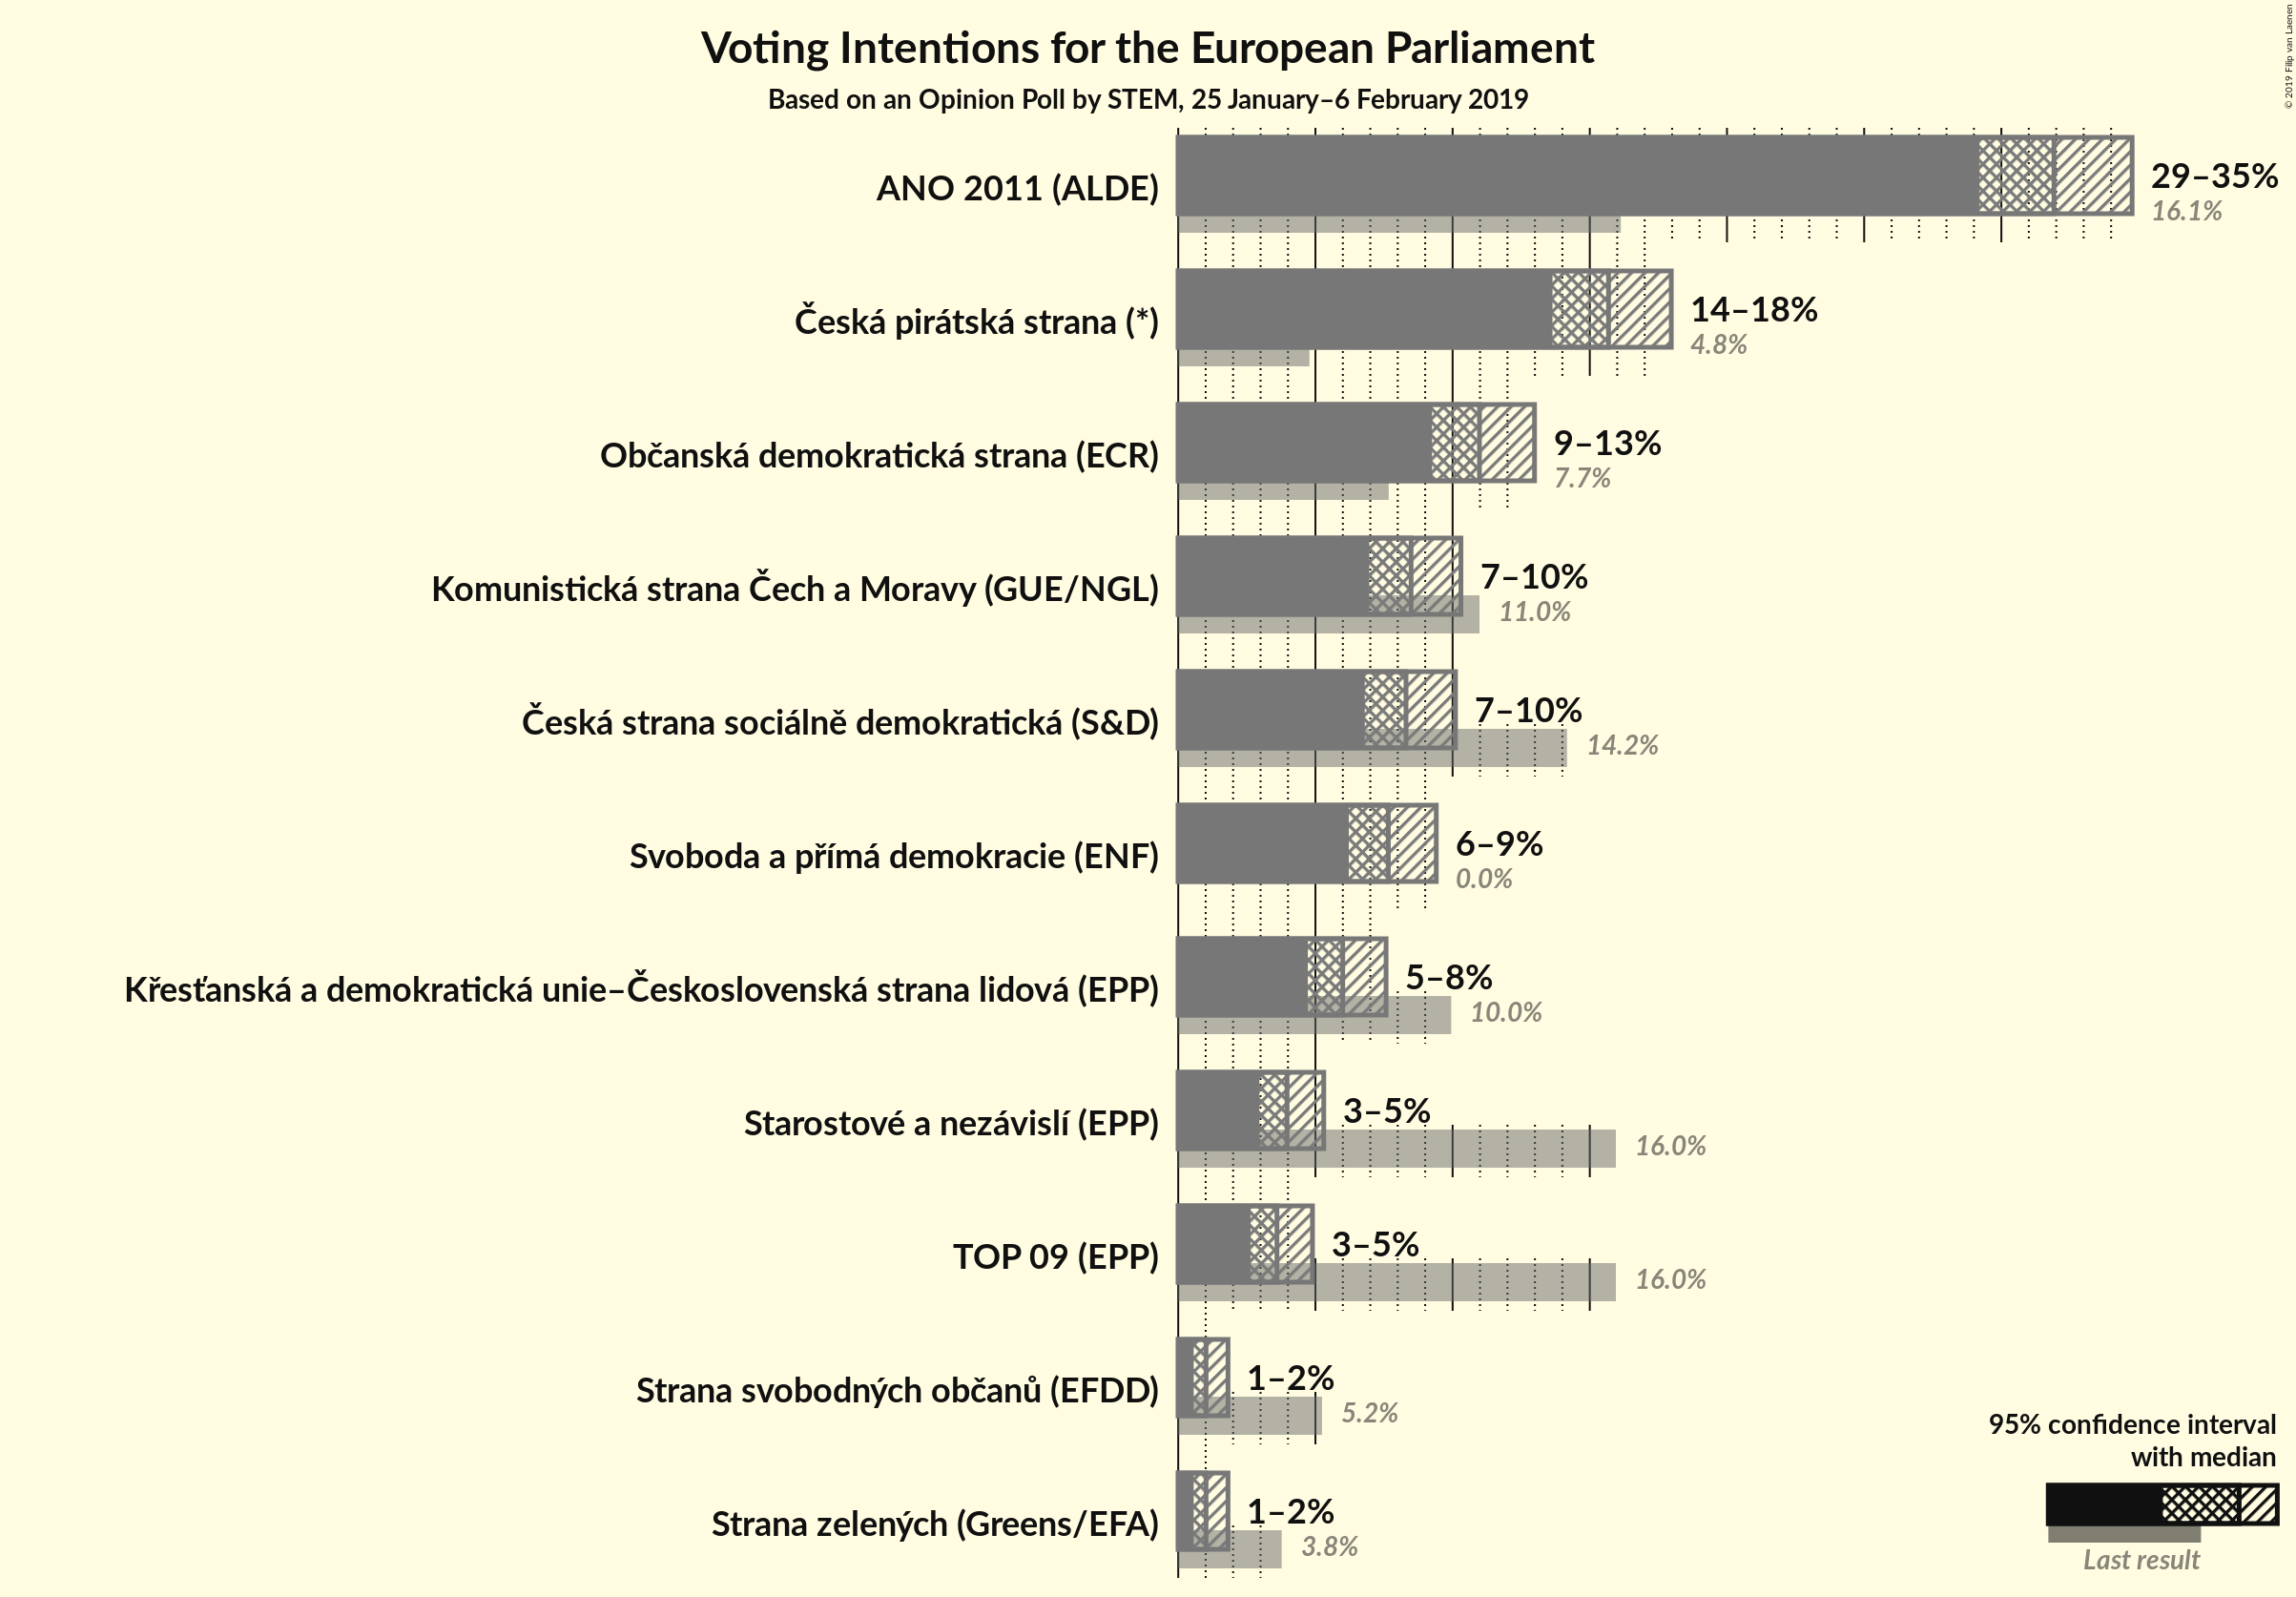 Voting Intentions for the European Parliament
Based on an Opinion Poll by STEM, 25 January–6 February 2019
© 2019 Filip van Laenen
ANO 2011 (ALDE)
29–35%
16.1%
Česká pirátská strana (*)
14–18%
4.8%
Občanská demokratická strana (ECR)
9–13%
7.7%
Komunistická strana Čech a Moravy (GUE/NGL)
7–10%
11.0%
Česká strana sociálně demokratická (S&D)
7–10%
14.2%
Svoboda a přímá demokracie (ENF)
6–9%
0.0%
Křesťanská a demokratická unie–Československá strana lidová (EPP)
5–8%
10.0%
Starostové a nezávislí (EPP)
3–5%
16.0%
TOP 09 (EPP)
3–5%
16.0%
Strana svobodných občanů (EFDD)
1–2%
5.2%
Strana zelených (Greens/EFA)
1–2%
3.8%
95% confidence interval
with median
Last result